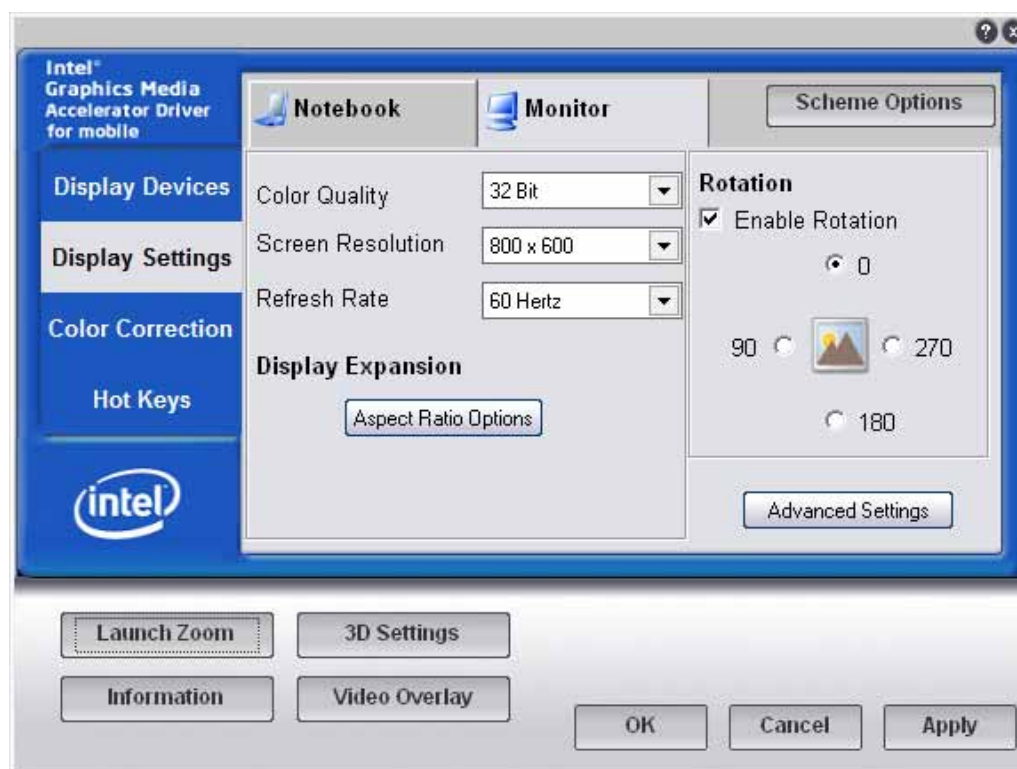 Intel®
Graphics Media
Accelerator Driver
for mobile
Notebook
Monitor
Scheme Options
Display Devices
Display Settings
Color Correction
Hot Keys
Color Quality
32 Bit
Screen Resolution
800 x 600
Refresh Rate
60 Hertz
Display Expansion
Aspect Ratio Options
Rotation
Enable Rotation
0
90
270
180
Advanced Settings
intel
Launch Zoom
3D Settings
Information
Video Overlay
OK
Cancel
Apply